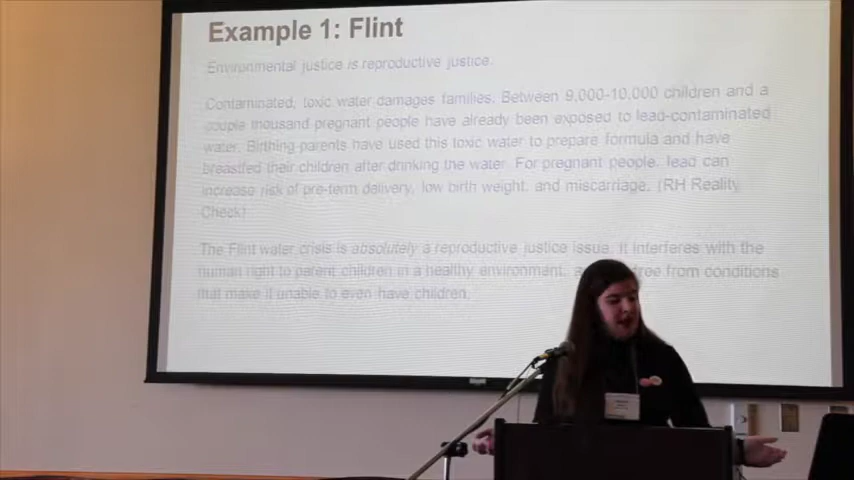 Example 1: Flint
Environmental justice is reproductive justice.
Contaminated, toxic water damages families. Between 9,000-10,000 children and a
couple thousand pregnant people have already been exposed to lead-contaminated
water. Birthing parents have used this toxic water to prepare formula and have
breastfed their children after drinking the water. For pregnant people, lead can
increase risk of pre-term delivery, low birth weight, and miscarriage. (RH Reality
Check)
The Flint water crisis is absolutely a reproductive justice issue. It interferes with the
human right to parent children in a healthy environment, free from conditions
that make it unable to even have children.